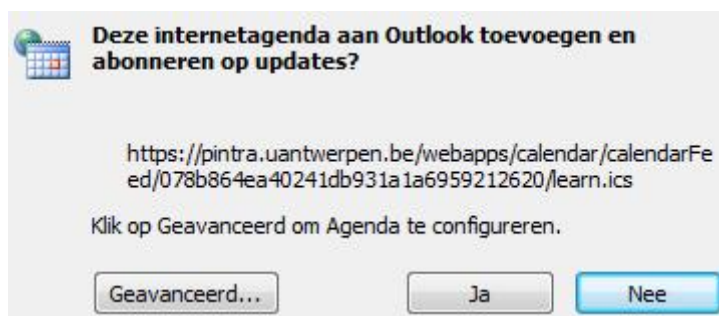 Deze internetagenda aan Outlook toevoegen en
abonneren op updates?
https://pintra.uantwerpen.be/webapps/calendar/calendarFe
ed/078b864ea40241db931a1a6959212620/learn.ics
Klik op Geavanceerd om Agenda te configureren.
Geavanceerd... Ja Nee